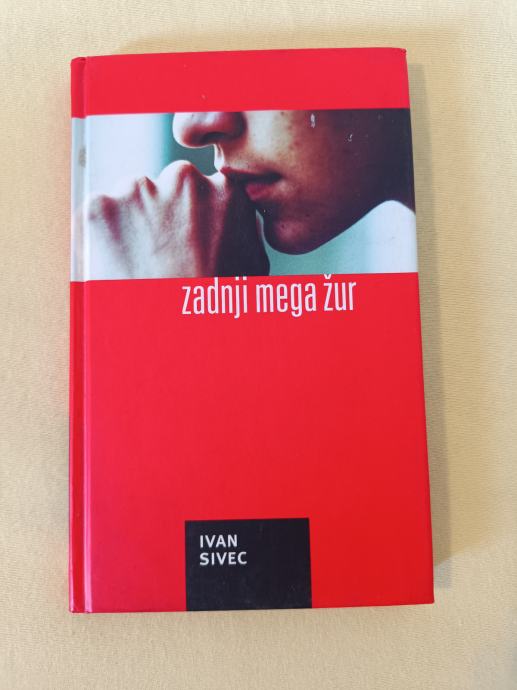 zadnji mega žur
IVAN
SIVEC